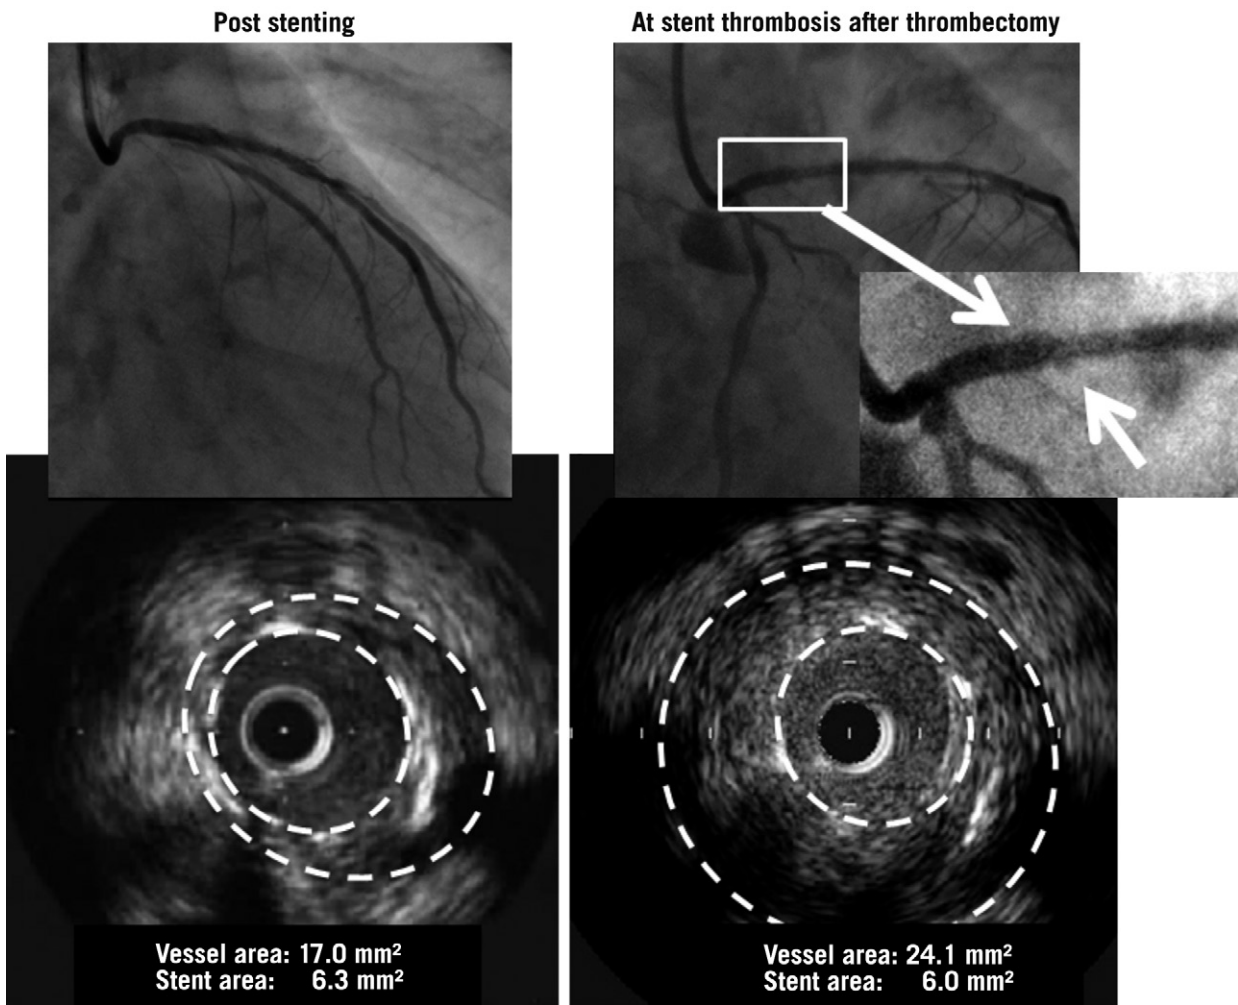 Post stenting
At stent thrombosis after thrombectomy
Vessel area: 17.0 mm²
Stent area: 6.3 mm²
Vessel area: 24.1 mm²
Stent area: 6.0 mm²